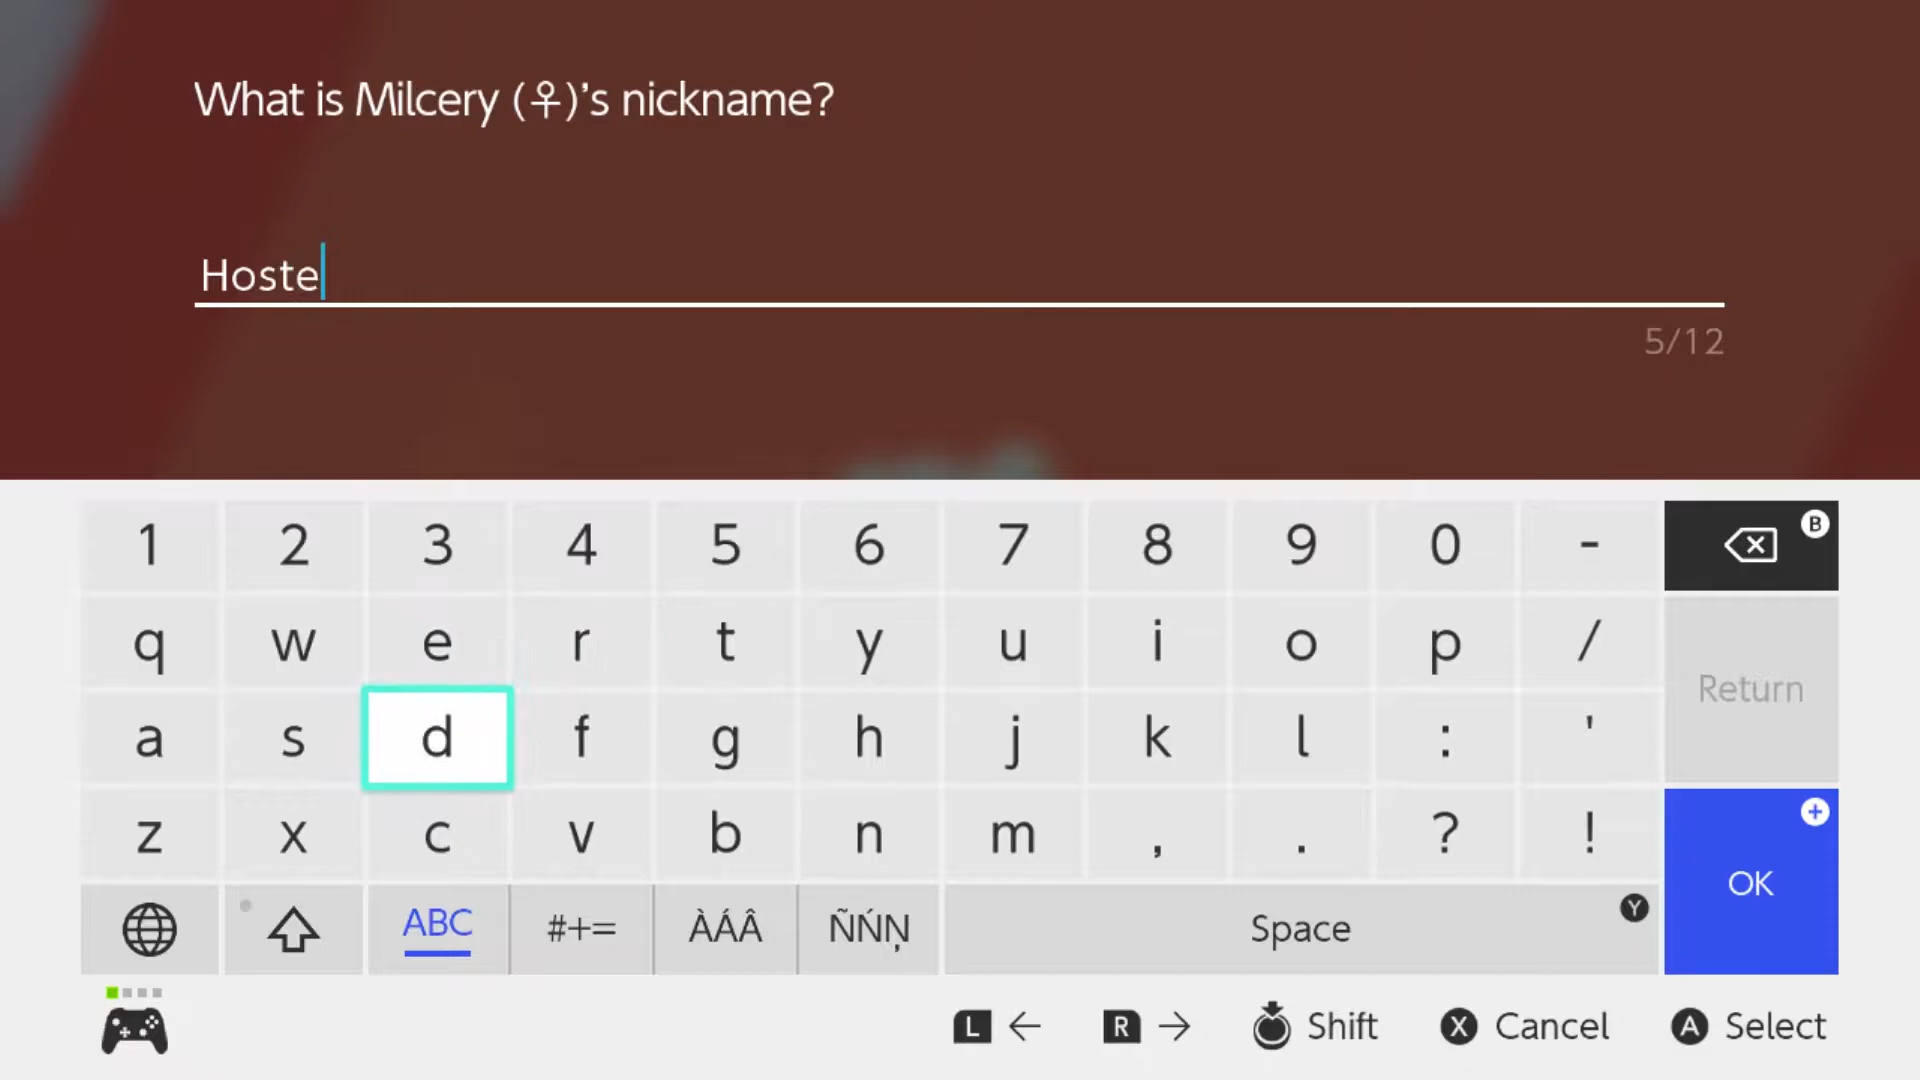 What is Milcery (♀)'s nickname?
Hoste
5/12
1 2 3 4 5 6 7 8 9 0 - B
q w e r t y u i o p /
Return
a s d f g h j k l : '
z x c v b n m , . ? ! +
OK
ABC #+= ÀÁÂ ÑŃŅ Space Y
L ← R → Shift X Cancel A Select